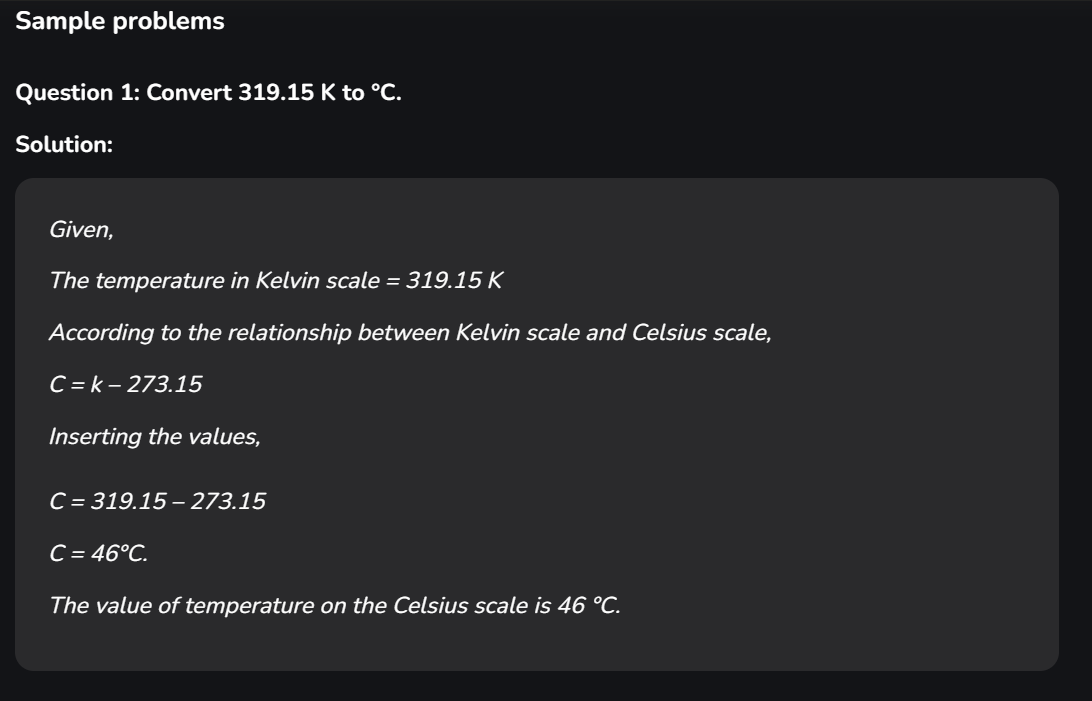 Sample problems
Question 1: Convert 319.15 K to °C.
Solution:
Given,
The temperature in Kelvin scale = 319.15 K
According to the relationship between Kelvin scale and Celsius scale,
C = k – 273.15
Inserting the values,
C = 319.15 – 273.15
C = 46°C.
The value of temperature on the Celsius scale is 46 °C.